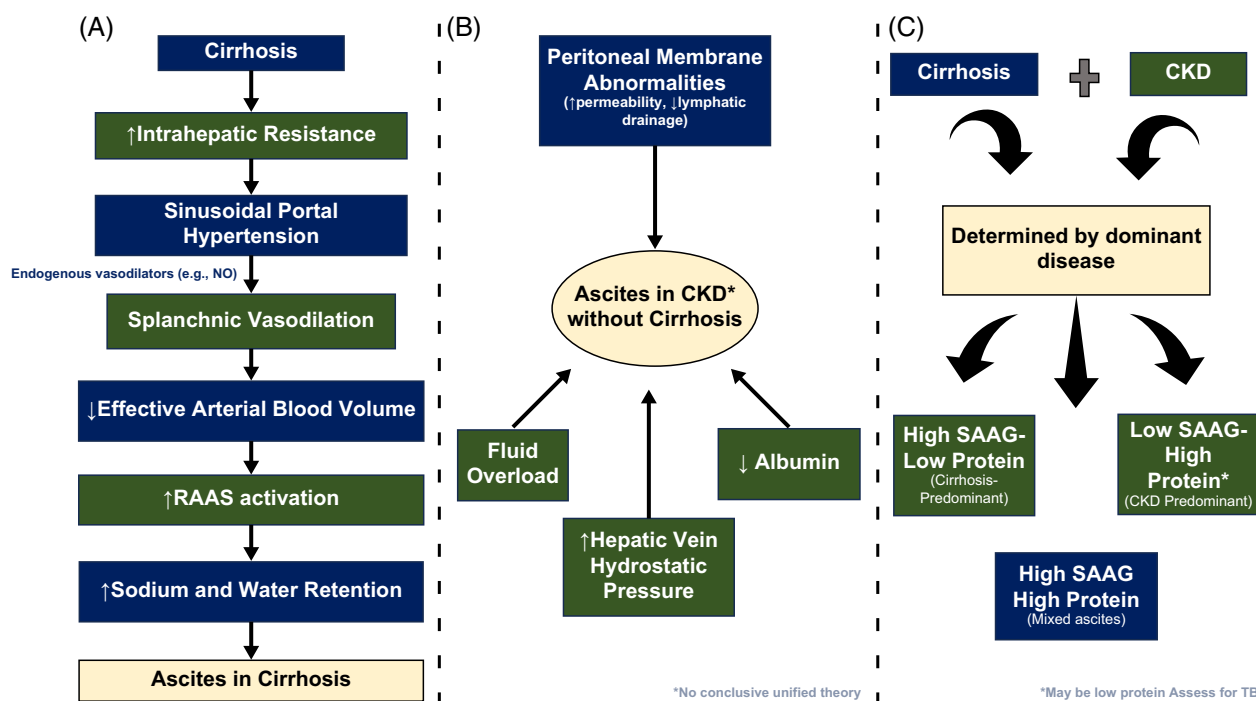 (A)
Cirrhosis
↑Intrahepatic Resistance
Sinusoidal Portal
Hypertension
Endogenous vasodilators (e.g., NO)
Splanchnic Vasodilation
↓Effective Arterial Blood Volume
↑RAAS activation
↑Sodium and Water Retention
Ascites in Cirrhosis
(B)
Peritoneal Membrane
Abnormalities
(↑permeability, ↓lymphatic
drainage)
Ascites in CKD*
without Cirrhosis
Fluid
Overload
↑Hepatic Vein
Hydrostatic
Pressure
↓ Albumin
*No conclusive unified theory
(C)
Cirrhosis
CKD
Determined by dominant
disease
High SAAG-
Low Protein
(Cirrhosis-
Predominant)
Low SAAG-
High
Protein*
(CKD Predominant)
High SAAG
High Protein
(Mixed ascites)
*May be low protein Assess for TB